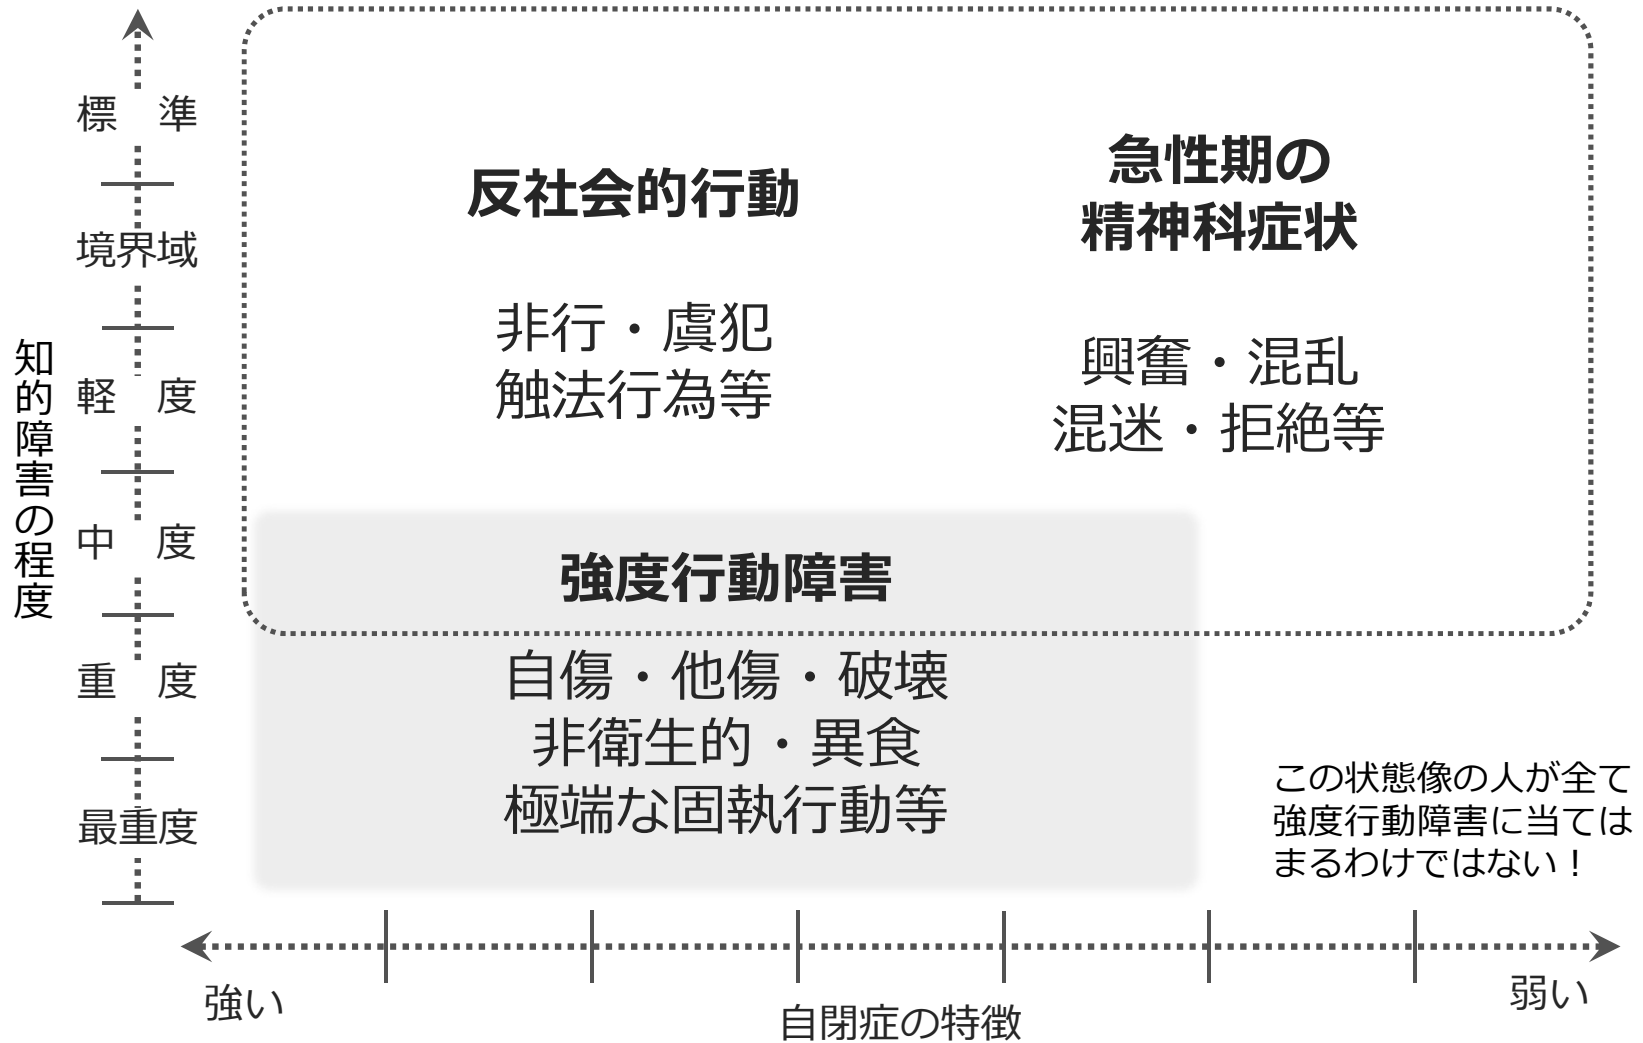 標　準
境界域
軽　度
中　度
重　度
最重度
知的障害の程度
反社会的行動
非行・虞犯
触法行為等
急性期の
精神科症状
興奮・混乱
混迷・拒絶等
強度行動障害
自傷・他傷・破壊
非衛生的・異食
極端な固執行動等
この状態像の人が全て
強度行動障害に当ては
まるわけではない！
強い
自閉症の特徴
弱い